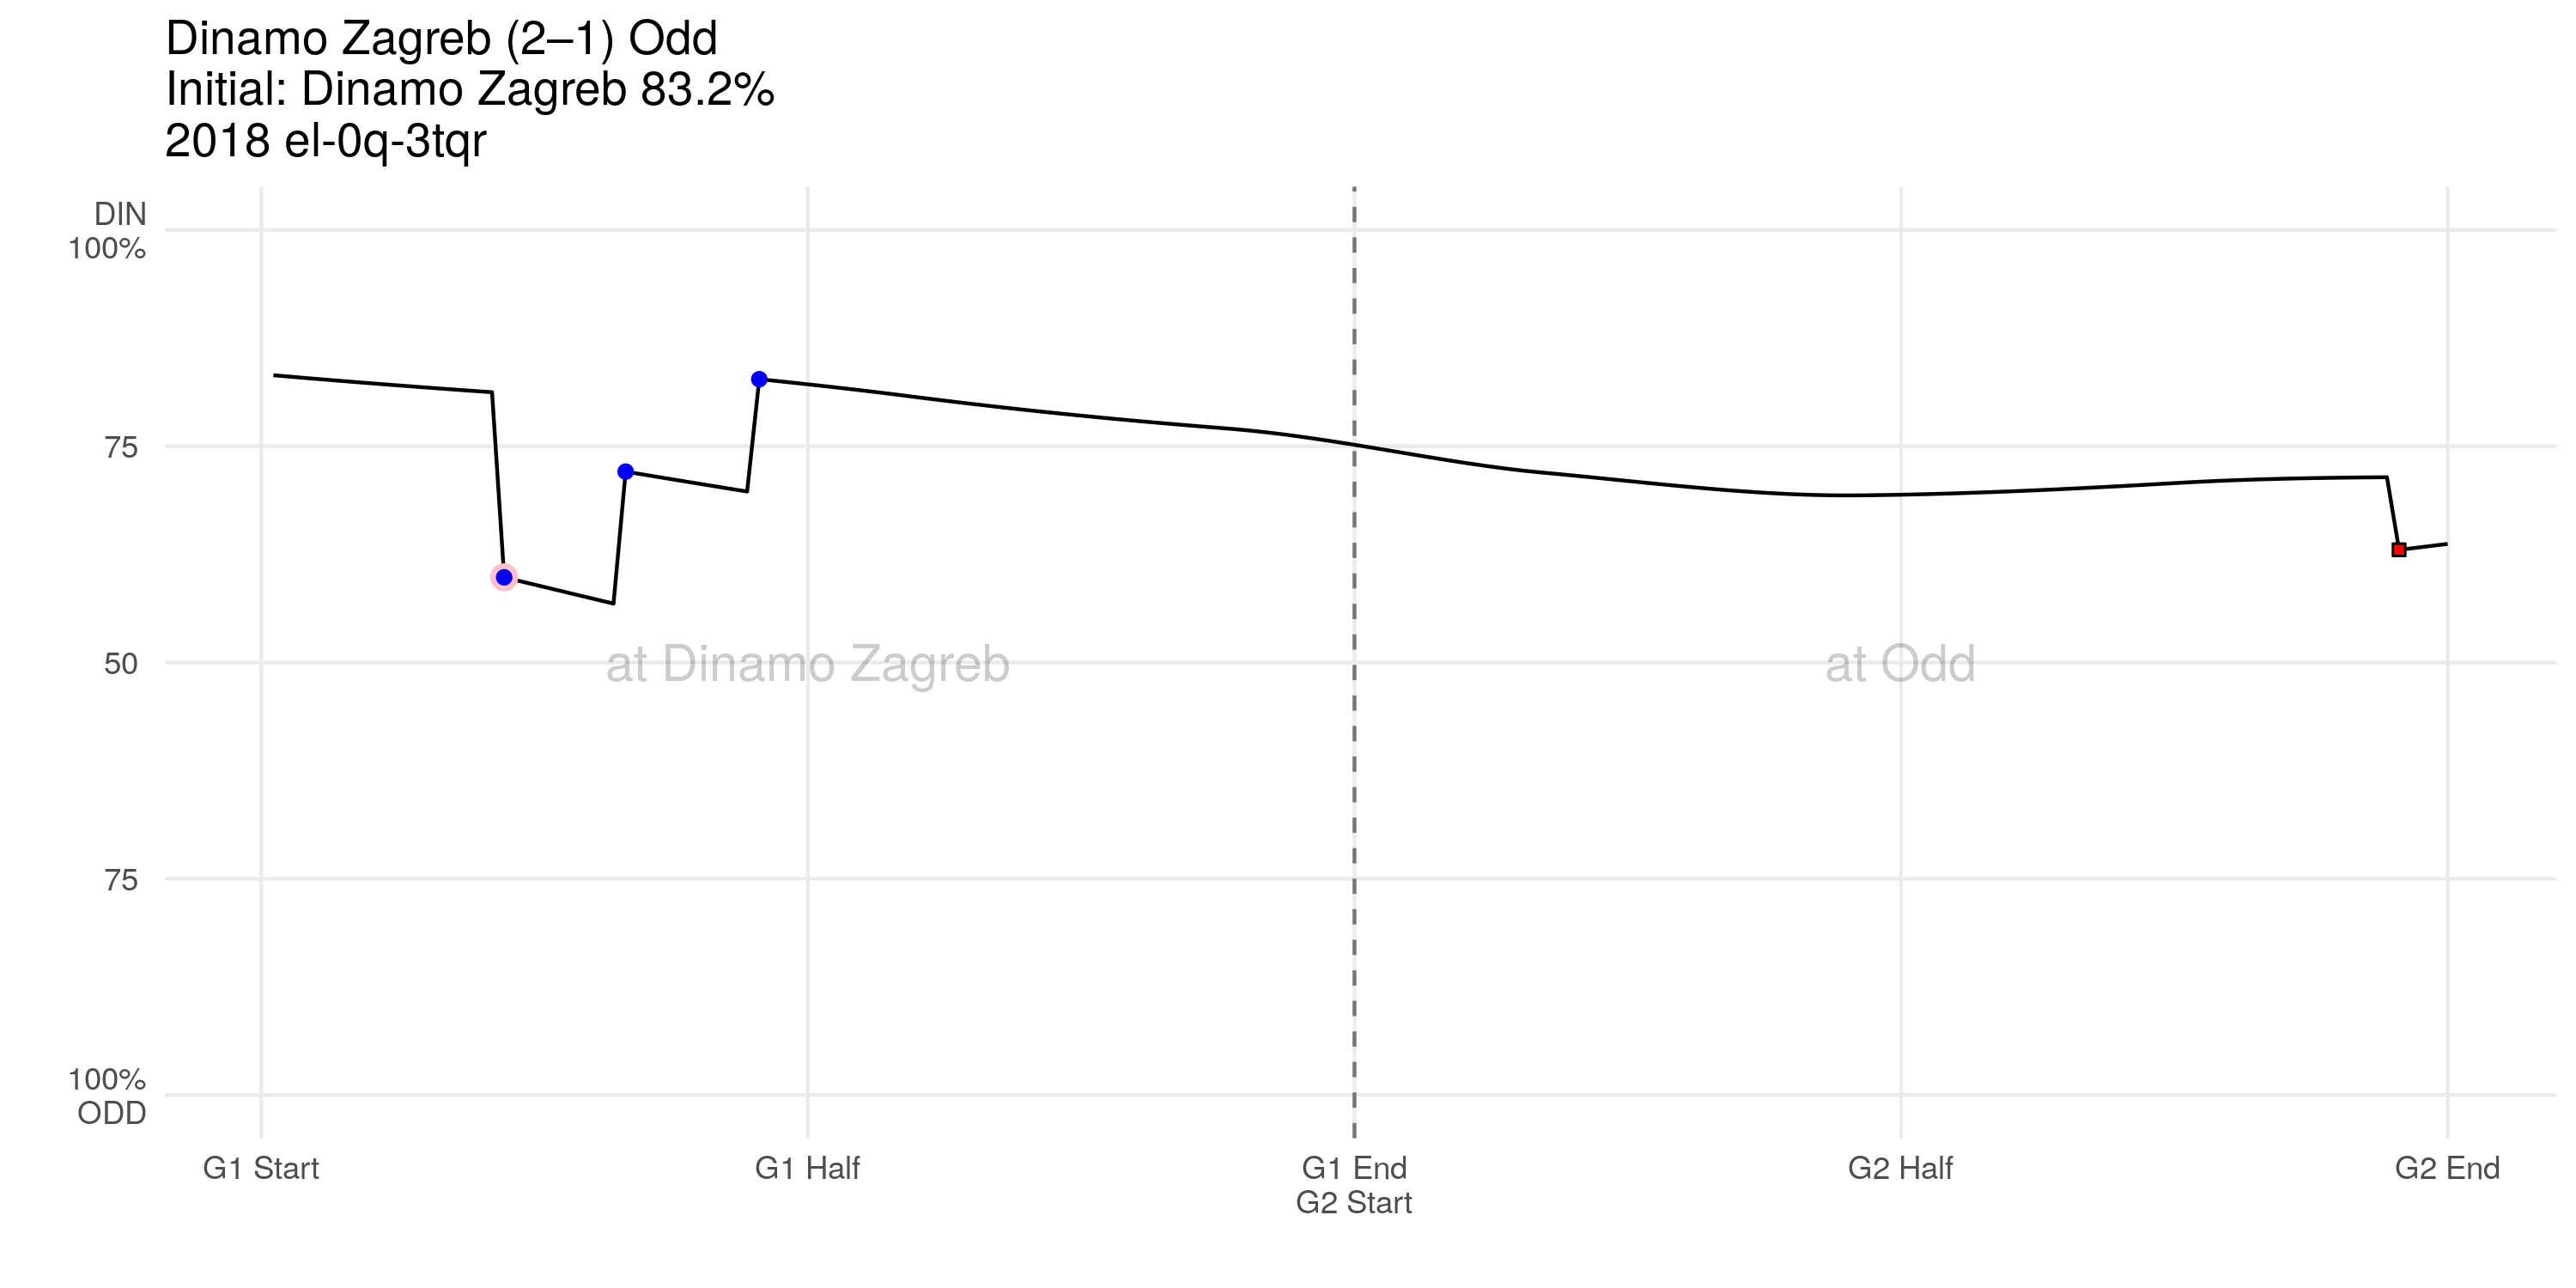 Dinamo Zagreb (2–1) Odd
Initial: Dinamo Zagreb 83.2%
2018 el-0q-3tqr
DIN
100%
75
50
75
100%
ODD
at Dinamo Zagreb
at Odd
G1 Start
G1 Half
G1 End
G2 Start
G2 Half
G2 End